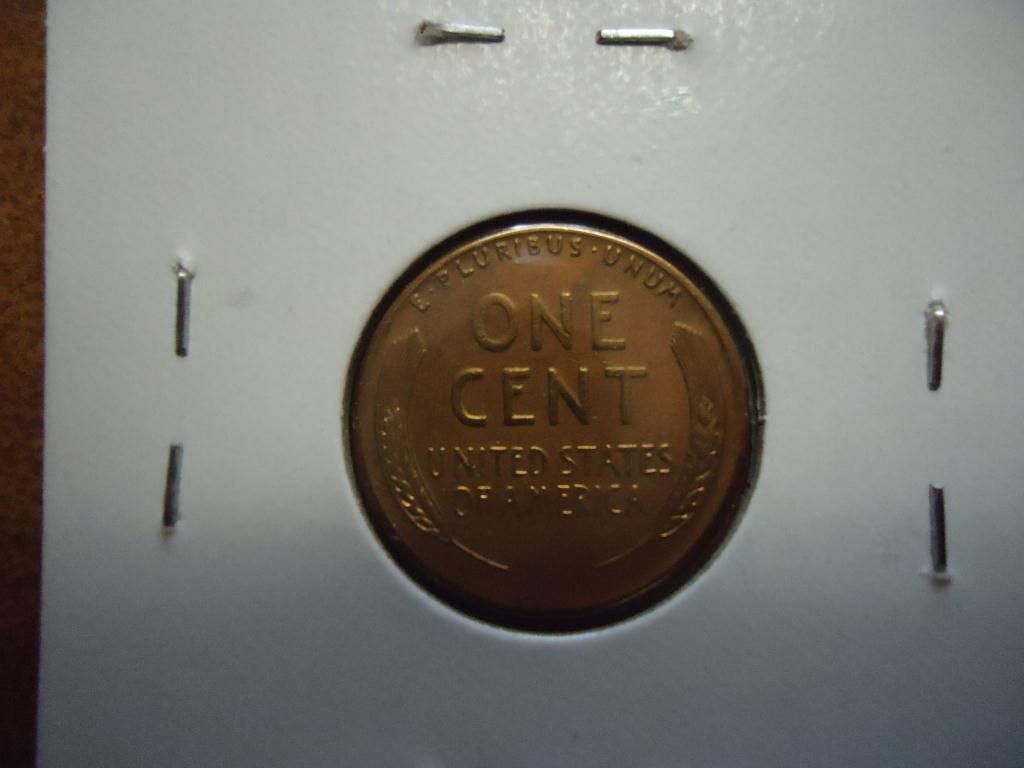 E·PLURIBUS·UNUM
ONE
CENT
UNITED STATES
OF AMERICA